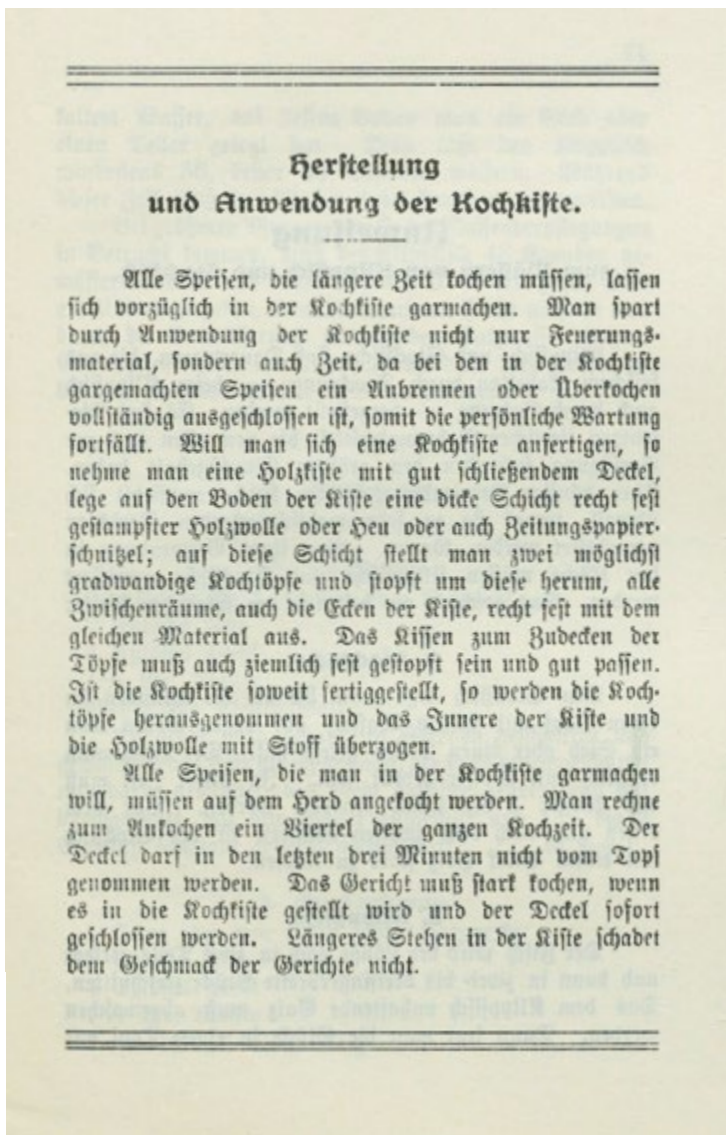 Herstellung
und Anwendung der Kochkiste.
Alle Speisen, die längere Zeit kochen müssen, lassen
sich vorzüglich in der Kochkiste garmachen. Man spart
durch Anwendung der Kochkiste nicht nur Feuerungs-
material, sondern auch Zeit, da bei den in der Kochkiste
gargemachten Speisen ein Anbrennen oder Überkochen
vollständig ausgeschlossen ist, somit die persönliche Wartung
fortfällt. Will man sich eine Kochkiste anfertigen, so
nehme man eine Holzkiste mit gut schließendem Deckel,
lege auf den Boden der Kiste eine dicke Schicht recht fest
gestampfter Holzwolle oder Heu oder auch Zeitungspapier-
schnitzel; auf diese Schicht stellt man zwei möglichst
gradwandige Kochtöpfe und stopft um diese herum, alle
Zwischenräume, auch die Ecken der Kiste, recht fest mit dem
gleichen Material aus. Das Kissen zum Zudecken der
Töpfe muß auch ziemlich fest gestopft sein und gut passen.
Ist die Kochkiste soweit fertiggestellt, so werden die Koch-
töpfe herausgenommen und das Innere der Kiste und
die Holzwolle mit Stoff überzogen.
Alle Speisen, die man in der Kochkiste garmachen
will, müssen auf dem Herd angekocht werden. Man rechne
zum Ankochen ein Viertel der ganzen Kochzeit. Der
Deckel darf in den letzten drei Minuten nicht vom Topf
genommen werden. Das Gericht muß stark kochen, wenn
es in die Kochkiste gestellt wird und der Deckel sofort
geschlossen werden. Längeres Stehen in der Kiste schadet
dem Geschmack der Gerichte nicht.